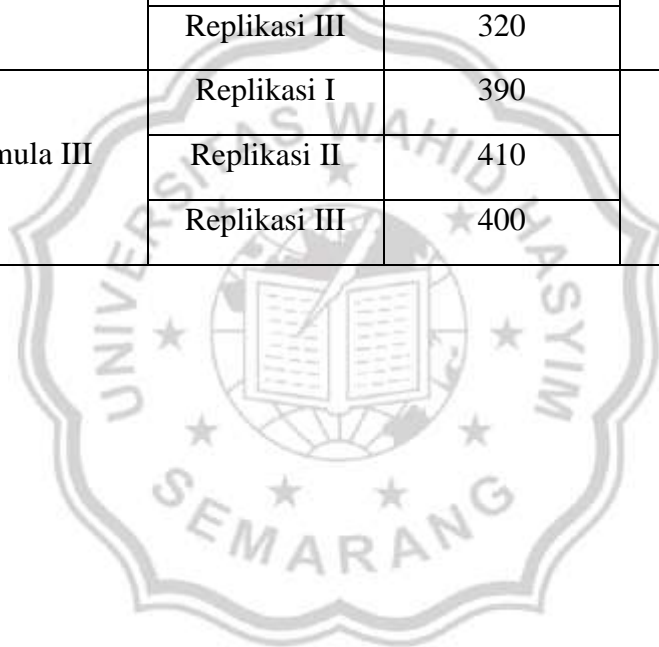 Replikasi III 320
Replikasi I 390
mula III Replikasi II 410
Replikasi III 400
UNIVERSITAS WAHID HASYIM
SEMARANG